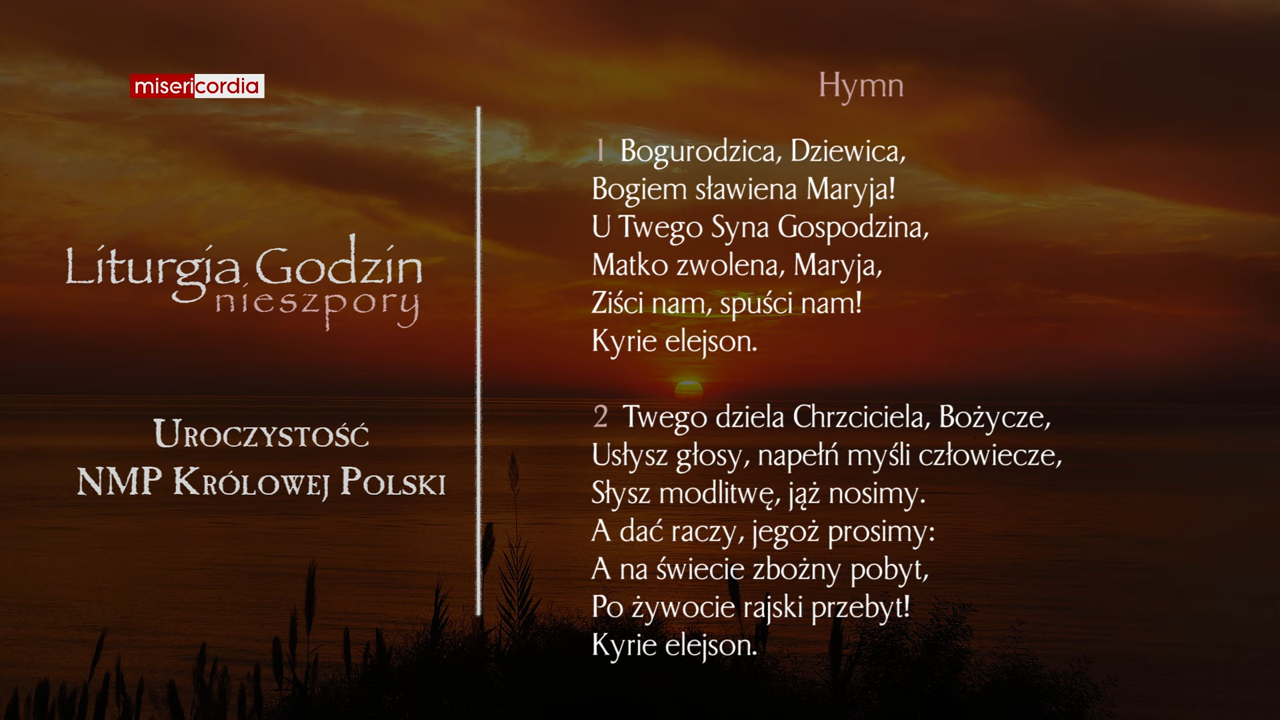 misericordia
Liturgia Godzin
nieszpory
Uroczystość
NMP Królowej Polski
Hymn
1 Bogurodzica, Dziewica,
Bogiem sławiena Maryja!
U Twego Syna Gospodzina,
Matko zwolena, Maryja,
Ziści nam, spuści nam!
Kyrie elejson.
2 Twego dziela Chrzciciela, Bożycze,
Usłysz głosy, napełń myśli człowiecze,
Słysz modlitwę, jąż nosimy.
A dać raczy, jegoż prosimy:
A na świecie zbożny pobyt,
Po żywocie rajski przebyt!
Kyrie elejson.